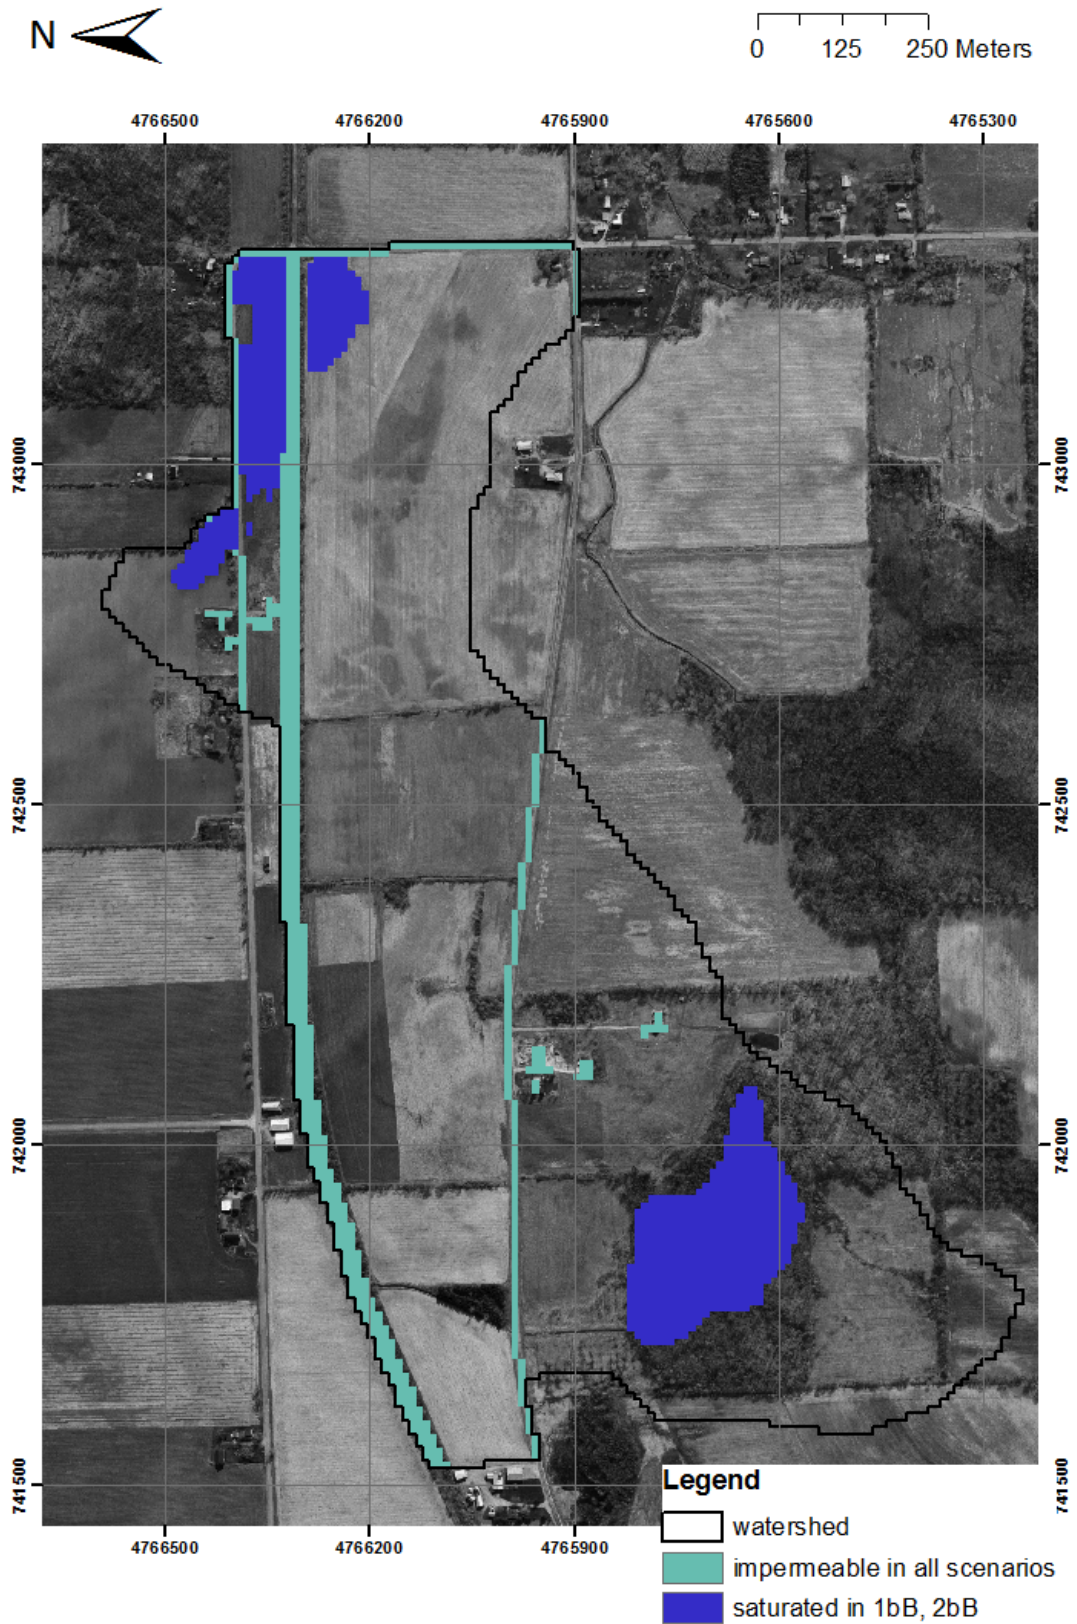 N
0 125 250 Meters
4766500 4766200 4765900 4765600 4765300
743000 743000
742500 742500
742000 742000
741500 741500
4766500 4766200 4765900
Legend
watershed
impermeable in all scenarios
saturated in 1bB, 2bB